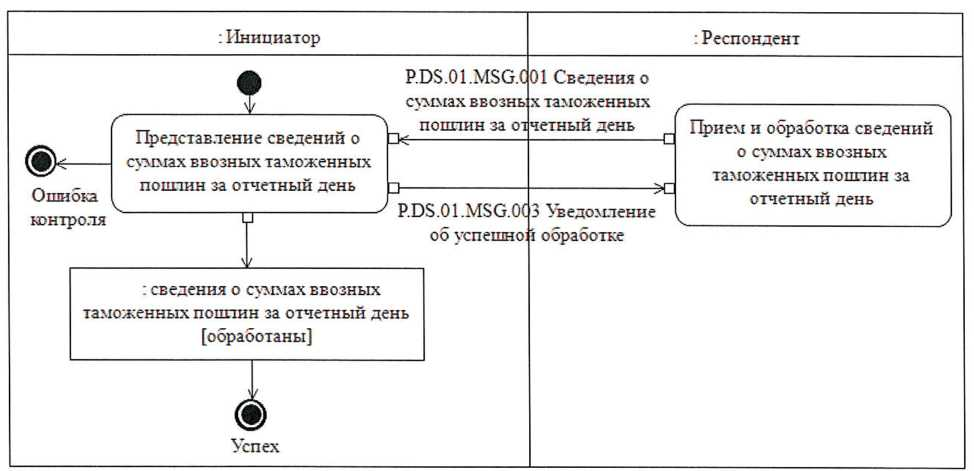 : Инициатор
: Респондент
P.DS.01.MSG.001 Сведения о
суммах ввозных таможенных
пошлин за отчетный день
Представление сведений о
суммах ввозных таможенных
пошлин за отчетный день
Прием и обработка сведений
о суммах ввозных
таможенных пошлин за
отчетный день
Ошибка
контроля
P.DS.01.MSG.003 Уведомление
об успешной обработке
: сведения о суммах ввозных
таможенных пошлин за отчетный день
[обработаны]
Успех